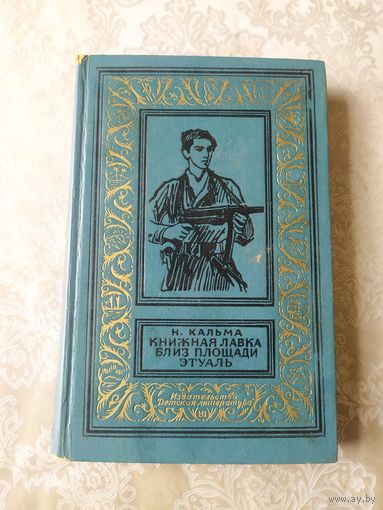 Н. КАЛЬМА
КНИЖНАЯ ЛАВКА
БЛИЗ ПЛОЩАДИ
ЭТУАЛЬ
Издательство
"Детская литература"
www.ay.by